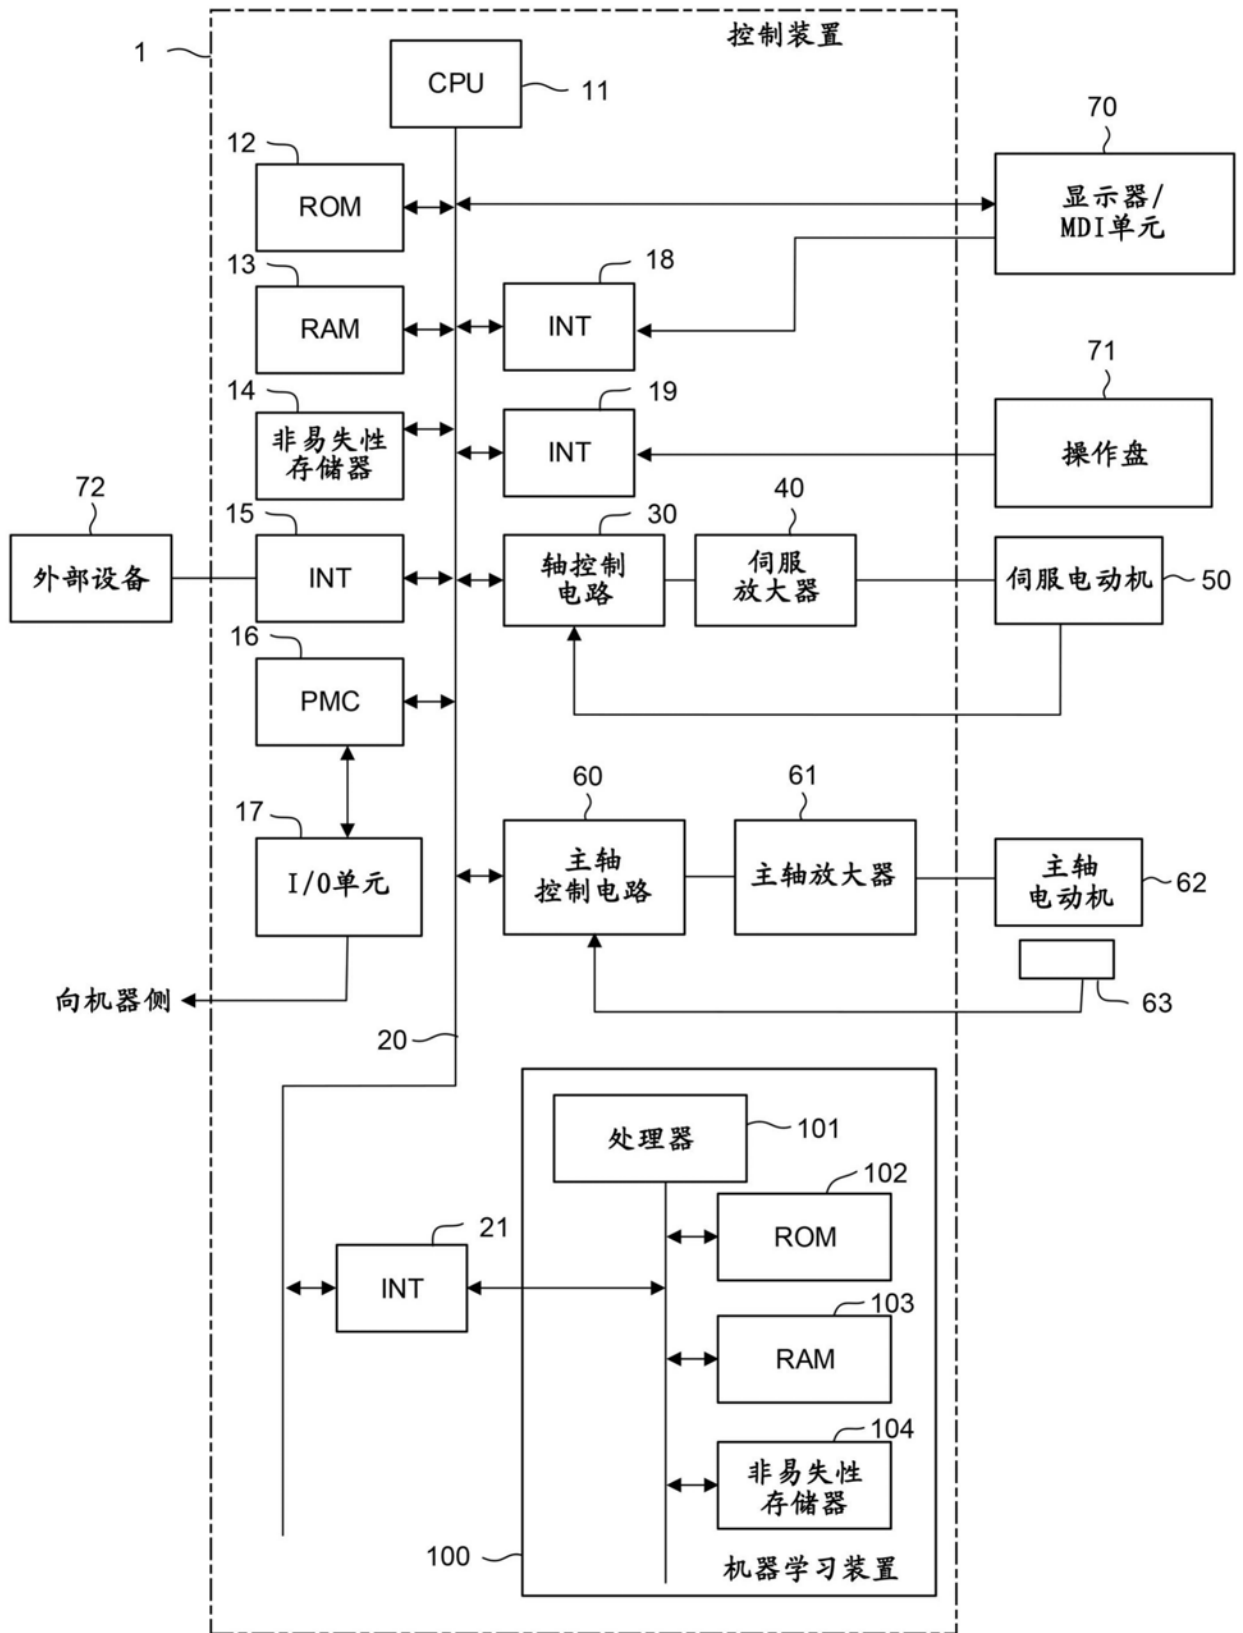 控制装置
1
CPU
11
12
ROM
70
显示器/
MDI单元
13
RAM
18
INT
14
非易失性
存储器
19
INT
71
操作盘
72
外部设备
15
INT
30
轴控制
电路
40
伺服
放大器
伺服电动机
50
16
PMC
17
I/O单元
60
主轴
控制电路
61
主轴放大器
主轴
电动机
62
63
向机器侧
20
处理器
101
102
ROM
21
INT
103
RAM
104
非易失性
存储器
100
机器学习装置